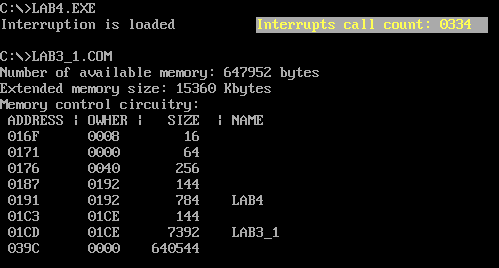 C:\>LAB4.EXE
Interruption is loaded Interrupts call count: 0334
C:\>LAB3_1.COM
Number of available memory: 647952 bytes
Extended memory size: 15360 Kbytes
Memory control circuitry:
ADDRESS | OWHER | SIZE | NAME
016F 0008 16
0171 0000 64
0176 0040 256
0187 0192 144
0191 0192 784 LAB4
01C3 01CE 144
01CD 01CE 7392 LAB3_1
039C 0000 640544